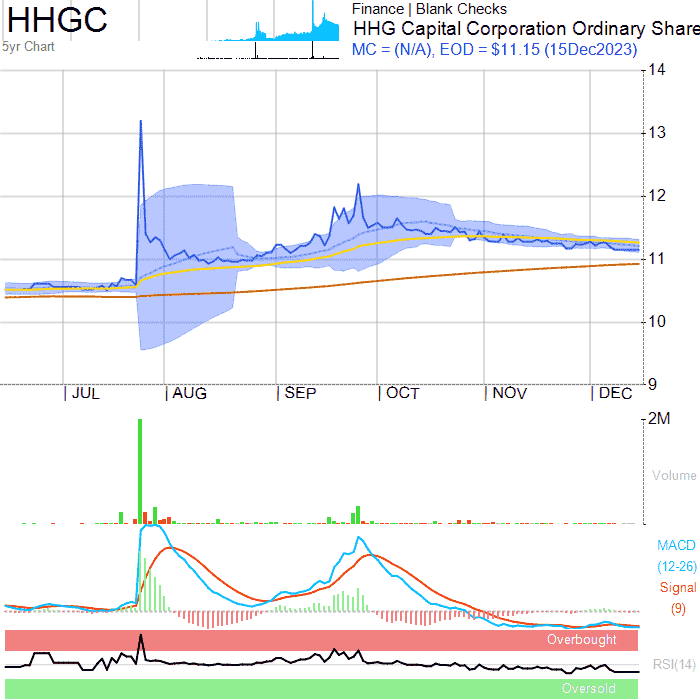 HHGC
5yr Chart
Finance | Blank Checks
HHG Capital Corporation Ordinary Share
MC = (N/A), EOD = $11.15 (15Dec2023)
14
13
12
11
10
9
JUL AUG SEP OCT NOV DEC
2M
Volume
MACD
(12-26)
Signal
(9)
Overbought
RSI(14)
Oversold